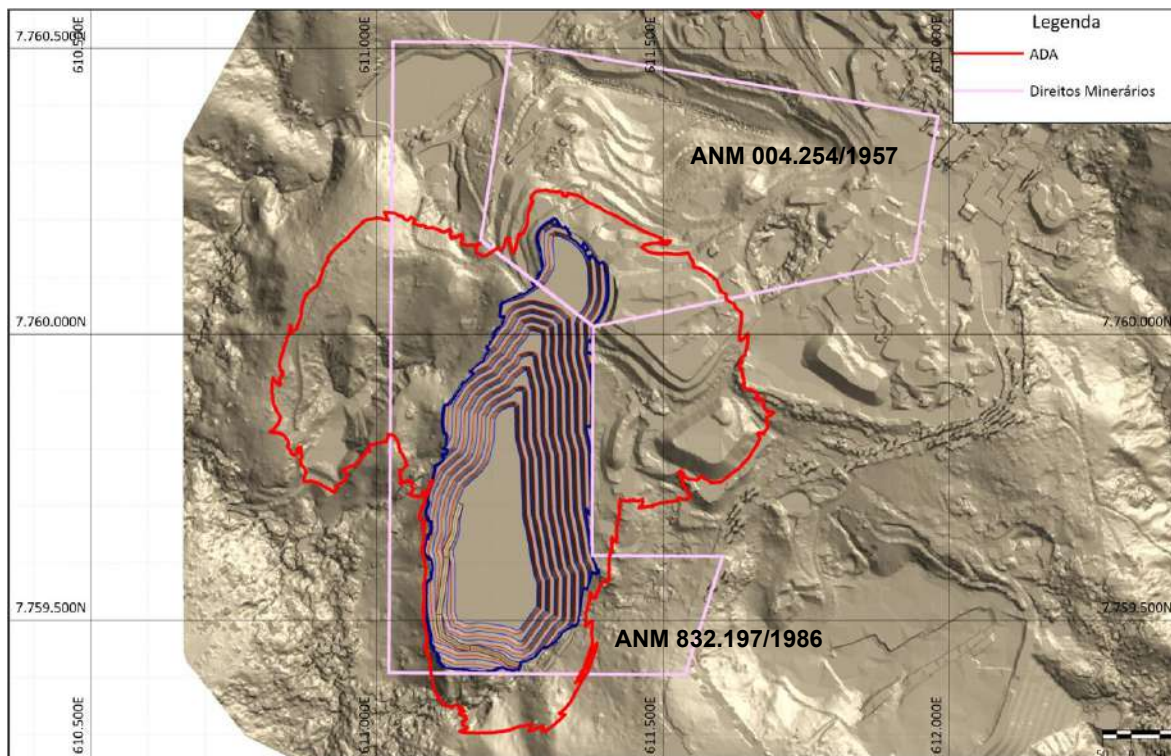 Legenda
ADA
Direitos Minerários
7.760.500N
610.500E
611.000E
611.500E
612.000E
ANM 004.254/1957
7.760.000N
7.760.000N
7.759.500N
7.759.500N
ANM 832.197/1986
610.500E
611.000E
611.500E
612.000E
50